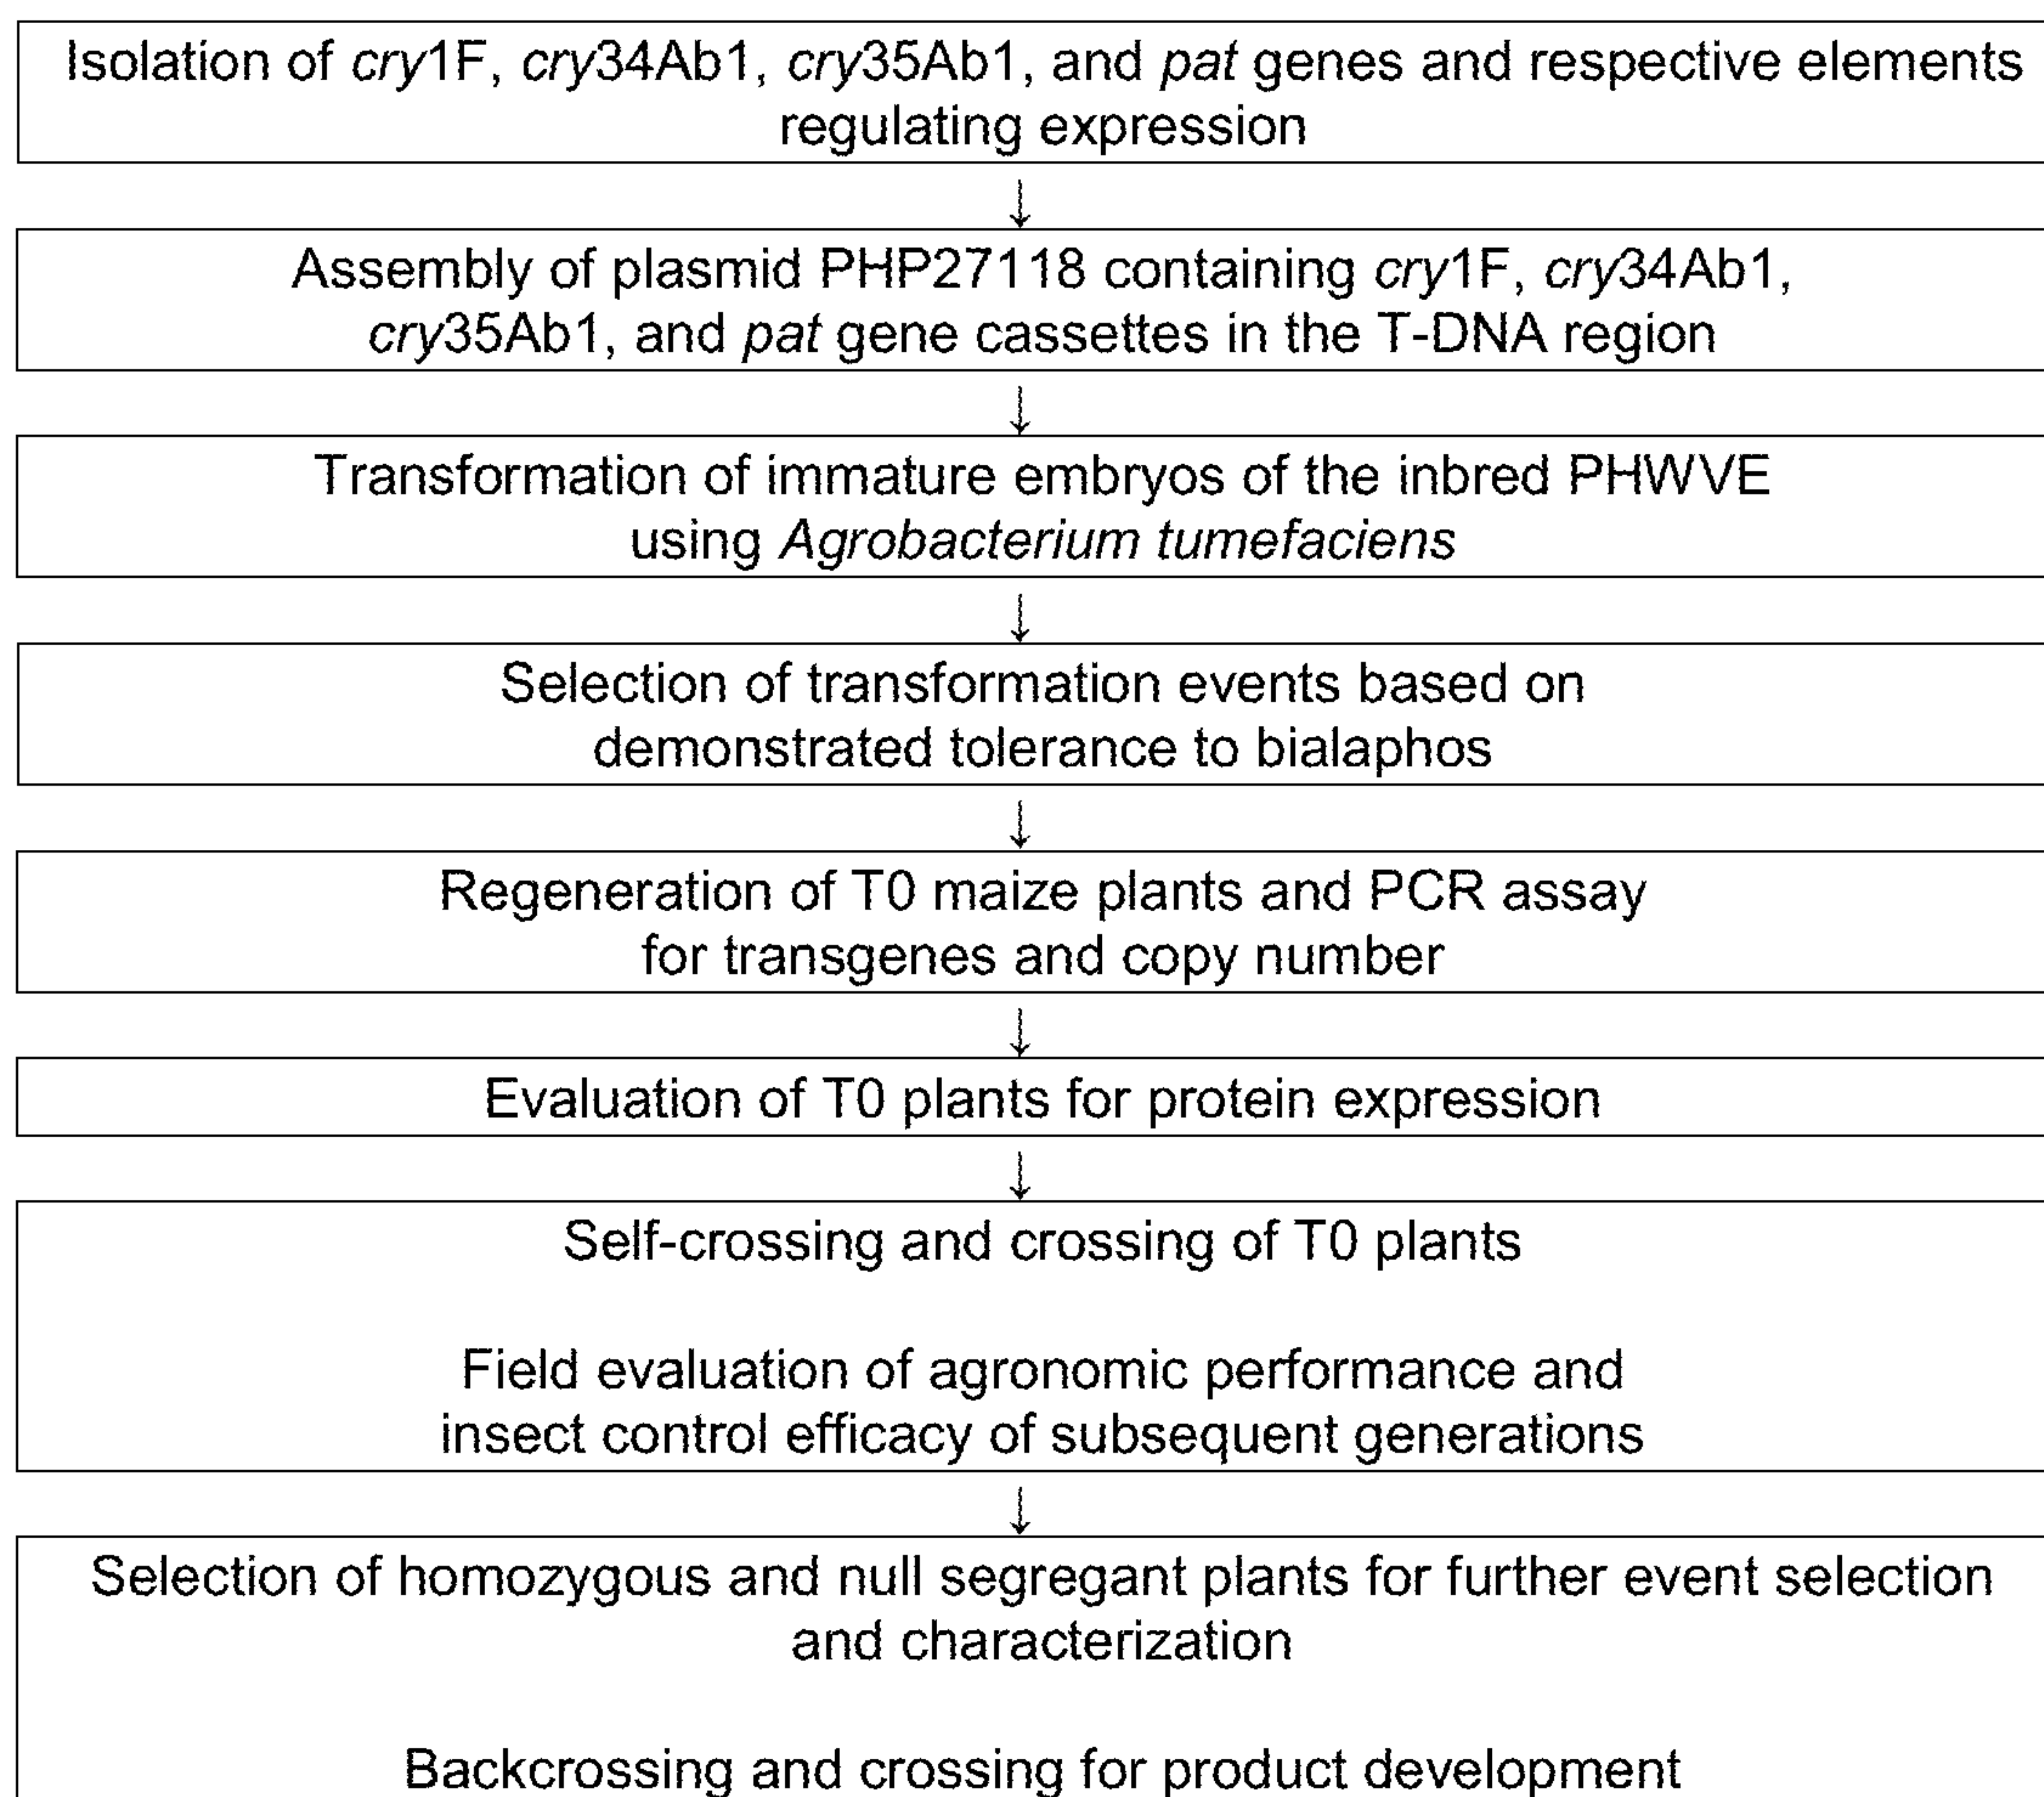 Isolation of cry1F, cry34Ab1, cry35Ab1, and pat genes and respective elements
regulating expression
↓
Assembly of plasmid PHP27118 containing cry1F, cry34Ab1,
cry35Ab1, and pat gene cassettes in the T-DNA region
↓
Transformation of immature embryos of the inbred PHWVE
using Agrobacterium tumefaciens
↓
Selection of transformation events based on
demonstrated tolerance to bialaphos
↓
Regeneration of T0 maize plants and PCR assay
for transgenes and copy number
↓
Evaluation of T0 plants for protein expression
↓
Self-crossing and crossing of T0 plants
Field evaluation of agronomic performance and
insect control efficacy of subsequent generations
↓
Selection of homozygous and null segregant plants for further event selection
and characterization
Backcrossing and crossing for product development